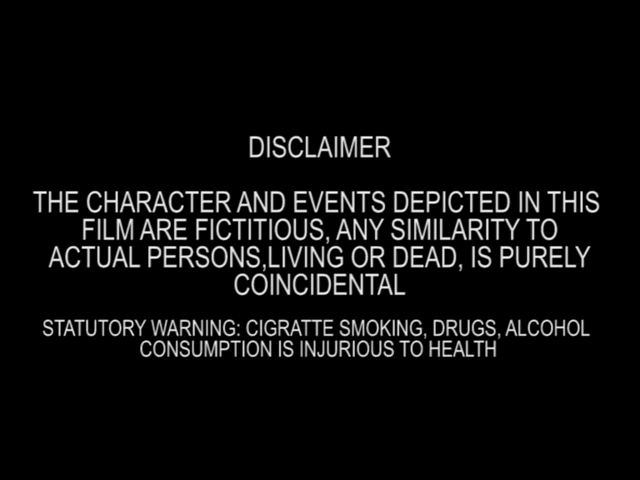 DISCLAIMER
THE CHARACTER AND EVENTS DEPICTED IN THIS
FILM ARE FICTITIOUS, ANY SIMILARITY TO
ACTUAL PERSONS,LIVING OR DEAD, IS PURELY
COINCIDENTAL
STATUTORY WARNING: CIGRATTE SMOKING, DRUGS, ALCOHOL
CONSUMPTION IS INJURIOUS TO HEALTH